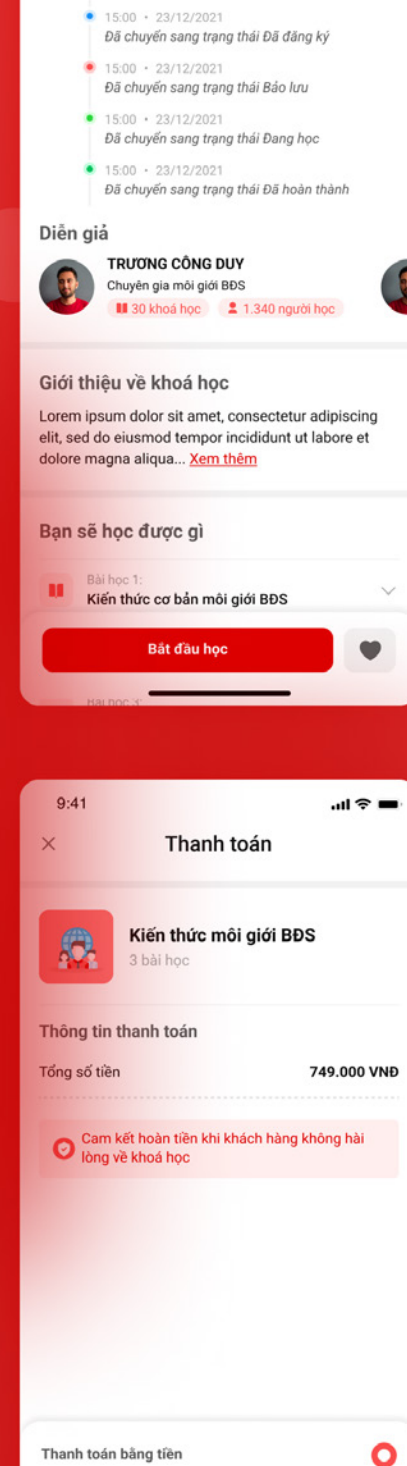 15:00 • 23/12/2021
Đã chuyển sang trạng thái Đã đăng ký
15:00 • 23/12/2021
Đã chuyển sang trạng thái Bảo lưu
15:00 • 23/12/2021
Đã chuyển sang trạng thái Đang học
15:00 • 23/12/2021
Đã chuyển sang trạng thái Đã hoàn thành
Diễn giả
TRƯƠNG CÔNG DUY
Chuyên gia môi giới BĐS
30 khoá học 1.340 người học
Giới thiệu về khoá học
Lorem ipsum dolor sit amet, consectetur adipiscing
elit, sed do eiusmod tempor incididunt ut labore et
dolore magna aliqua... Xem thêm
Bạn sẽ học được gì
Bài học 1:
Kiến thức cơ bản môi giới BĐS
Bắt đầu học
Bài học 3:
9:41
Thanh toán
Kiến thức môi giới BĐS
3 bài học
Thông tin thanh toán
Tổng số tiền 749.000 VNĐ
Cam kết hoàn tiền khi khách hàng không hài
lòng về khoá học
Thanh toán bằng tiền